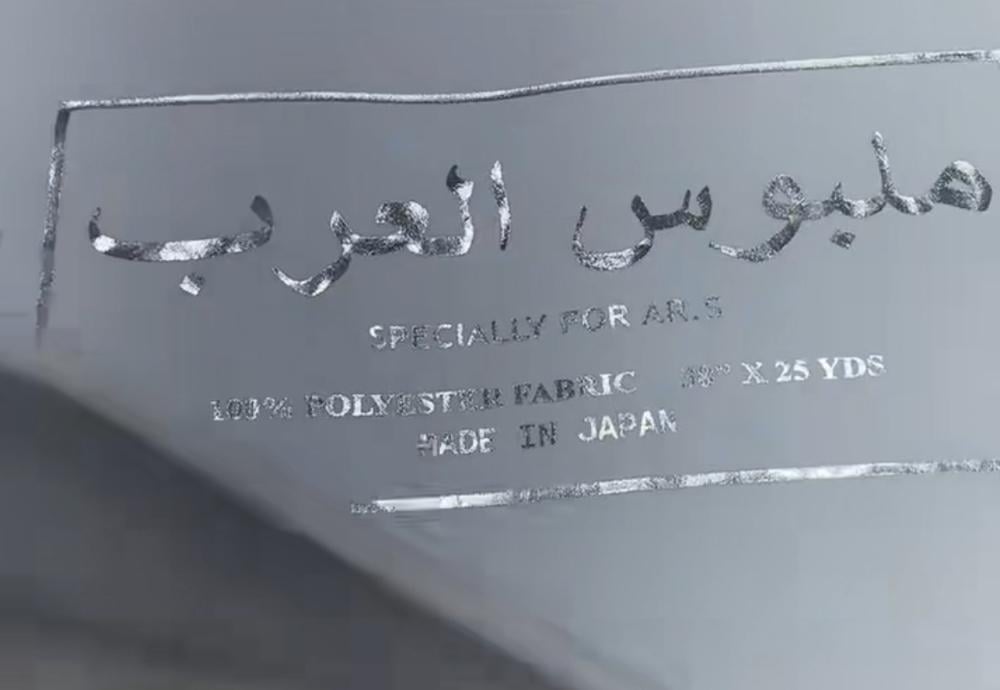 ملبوس العرب
SPECIALLY FOR AR.S
100% POLYESTER FABRIC X 25 YDS
MADE IN JAPAN